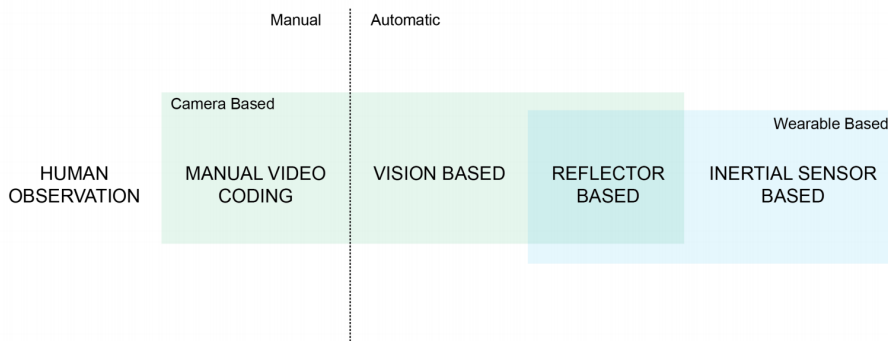 Manual
Automatic
Camera Based
Wearable Based
HUMAN
OBSERVATION
MANUAL VIDEO
CODING
VISION BASED
REFLECTOR
BASED
INERTIAL SENSOR
BASED